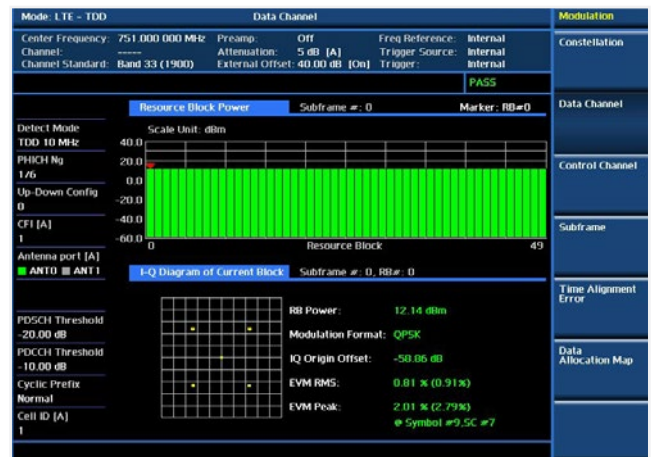 Mode: LTE - TDD
Data Channel
Modulation
Center Frequency: 751.000 000 MHz
Preamp: Off
Freq Reference: Internal
Channel: -----
Attenuation: 5 dB [A]
Trigger Source: Internal
Channel Standard: Band 33 (1900)
External Offset: 40.00 dB [On]
Trigger: Internal
PASS
Constellation
Data Channel
Control Channel
Subframe
Time Alignment
Error
Data
Allocation Map
Detect Mode
TDD 10 MHz
PHICH Ng
1/6
Up-Down Config
0
CFI [A]
1
Antenna port [A]
ANT0 ANT1
PDSCH Threshold
-20.00 dB
PDCCH Threshold
-10.00 dB
Cyclic Prefix
Normal
Cell ID [A]
1
Resource Block Power
Subframe #: 0
Marker: RB#0
Scale Unit: dBm
40.0
20.0
0.0
-20.0
-40.0
-60.0
0
Resource Block
49
I-Q Diagram of Current Block
Subframe #: 0, RB#: 0
RB Power: 12.14 dBm
Modulation Format: QPSK
IQ Origin Offset: -50.86 dB
EVM RMS: 0.81 % (0.91%)
EVM Peak: 2.01 % (2.79%)
@ Symbol #9,SC #7